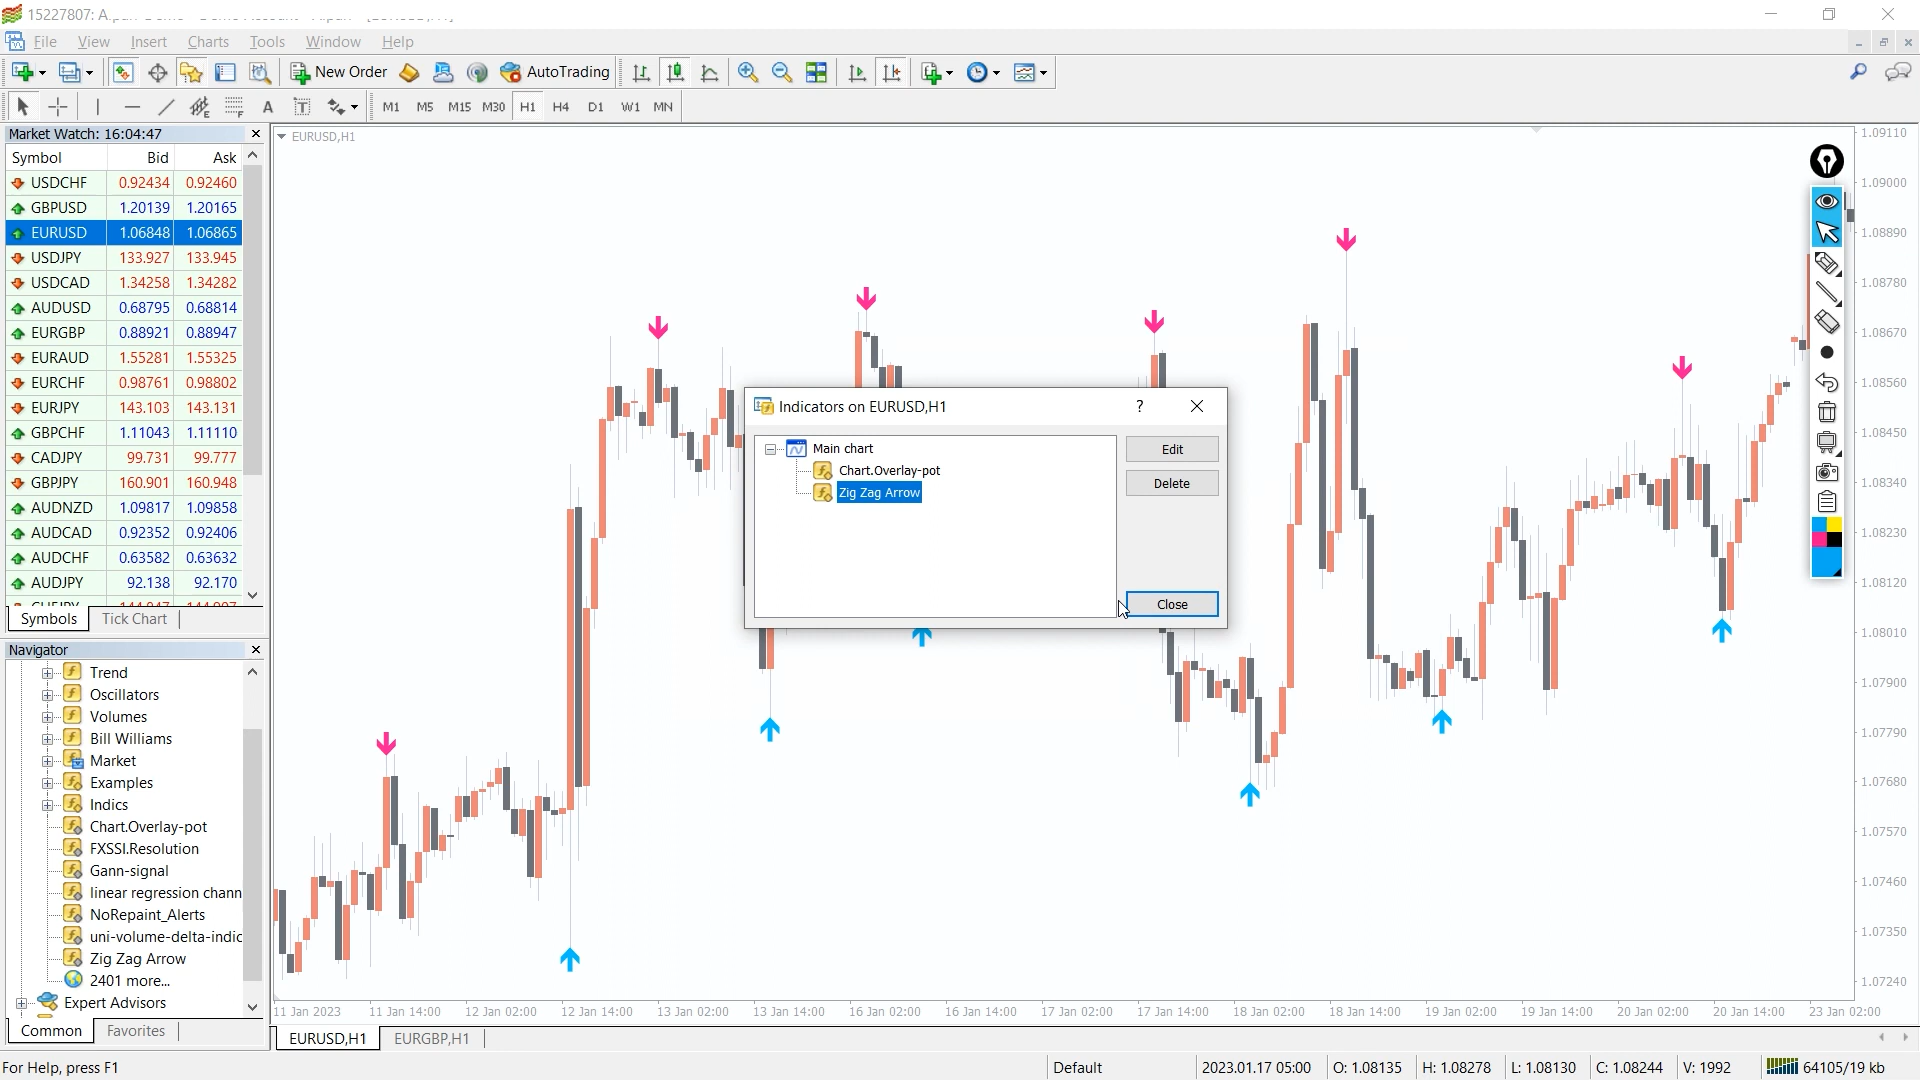 15227807: A
File View Insert Charts Tools Window Help
New Order AutoTrading
A T M1 M5 M15 M30 H1 H4 D1 W1 MN
Market Watch: 16:04:47
Symbol Bid Ask
USDCHF 0.92434 0.92460
GBPUSD 1.20139 1.20165
EURUSD 1.06848 1.06865
USDJPY 133.927 133.945
USDCAD 1.34258 1.34282
AUDUSD 0.68795 0.68814
EURGBP 0.88921 0.88947
EURAUD 1.55281 1.55325
EURCHF 0.98761 0.98802
EURJPY 143.103 143.131
GBPCHF 1.11043 1.11110
CADJPY 99.731 99.777
GBPJPY 160.901 160.948
AUDNZD 1.09817 1.09858
AUDCAD 0.92352 0.92406
AUDCHF 0.63582 0.63632
AUDJPY 92.138 92.170
Symbols Tick Chart
Navigator
Trend
Oscillators
Volumes
Bill Williams
Market
Examples
Indics
Chart.Overlay-pot
FXSSI.Resolution
Gann-signal
linear regression chann
NoRepaint_Alerts
uni-volume-delta-indic
Zig Zag Arrow
2401 more...
Expert Advisors
Common Favorites
EURUSD,H1
Indicators on EURUSD,H1 ?
Main chart
Chart.Overlay-pot
Zig Zag Arrow
Edit
Delete
Close
1.09110
1.09000
1.08890
1.08780
1.08670
1.08560
1.08450
1.08340
1.08230
1.08120
1.08010
1.07900
1.07790
1.07680
1.07570
1.07460
1.07350
1.07240
11 Jan 2023 11 Jan 14:00 12 Jan 02:00 12 Jan 14:00 13 Jan 02:00 13 Jan 14:00 16 Jan 02:00 16 Jan 14:00 17 Jan 02:00 17 Jan 14:00 18 Jan 02:00 18 Jan 14:00 19 Jan 02:00 19 Jan 14:00 20 Jan 02:00 20 Jan 14:00 23 Jan 02:00
EURUSD,H1 EURGBP,H1
For Help, press F1 Default 2023.01.17 05:00 O: 1.08135 H: 1.08278 L: 1.08130 C: 1.08244 V: 1992 64105/19 kb